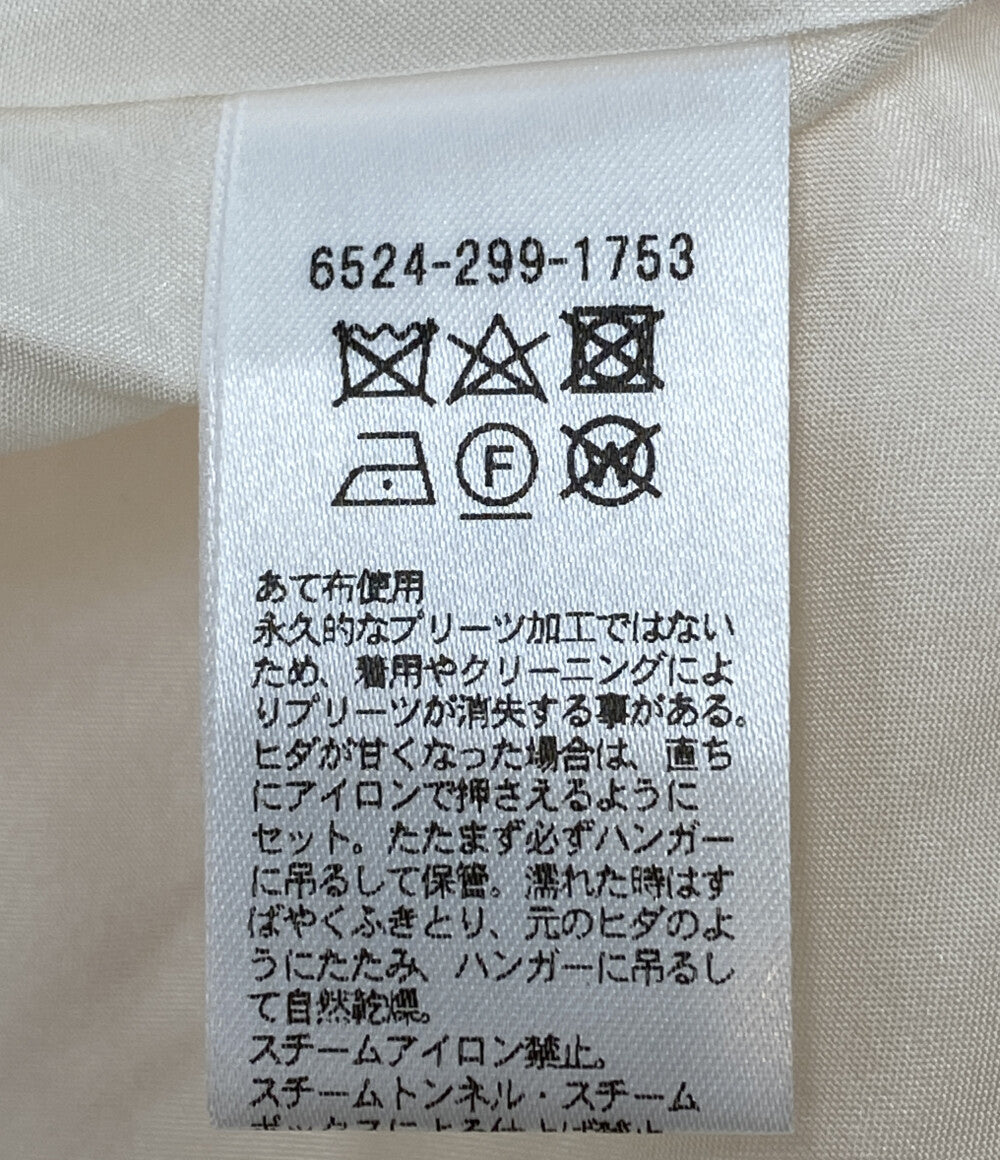 6524-299-1753
F
W
あて布使用
永久的なプリーツ加工ではない
ため、着用やクリーニングによ
りプリーツが消失する事がある。
ヒダが甘くなった場合は、直ち
にアイロンで押さえるように
セット。たたまず必ずハンガー
に吊るして保管。濡れた時はす
ばやくふきとり、元のヒダのよ
うにたたみ、ハンガーに吊るし
て自然乾燥。
スチームアイロン禁止。
スチームトンネル・スチーム